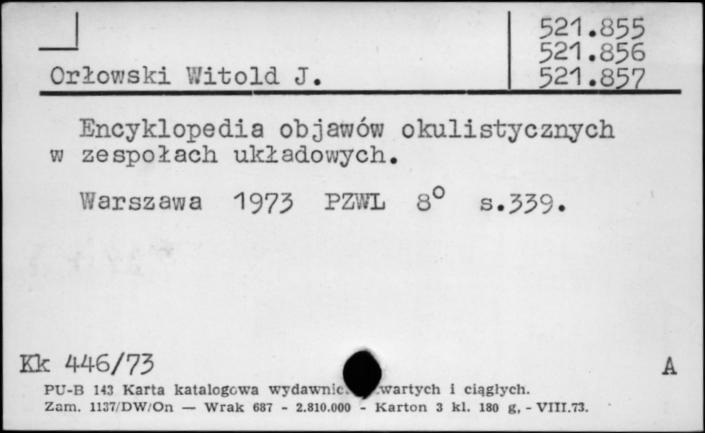 521.855
521.856
Orłowski Witold J. 521.857
Encyklopedia objawów okulistycznych
w zespołach układowych.
Warszawa 1973 PZWL 8° s.339.
Kk 446/73 A
PU-B 143 Karta katalogowa wydawnic. zwartych i ciągłych.
Zam. 1137/DW/On — Wrak 687 - 2.810.000 - Karton 3 kl. 180 g, - VIII.73.